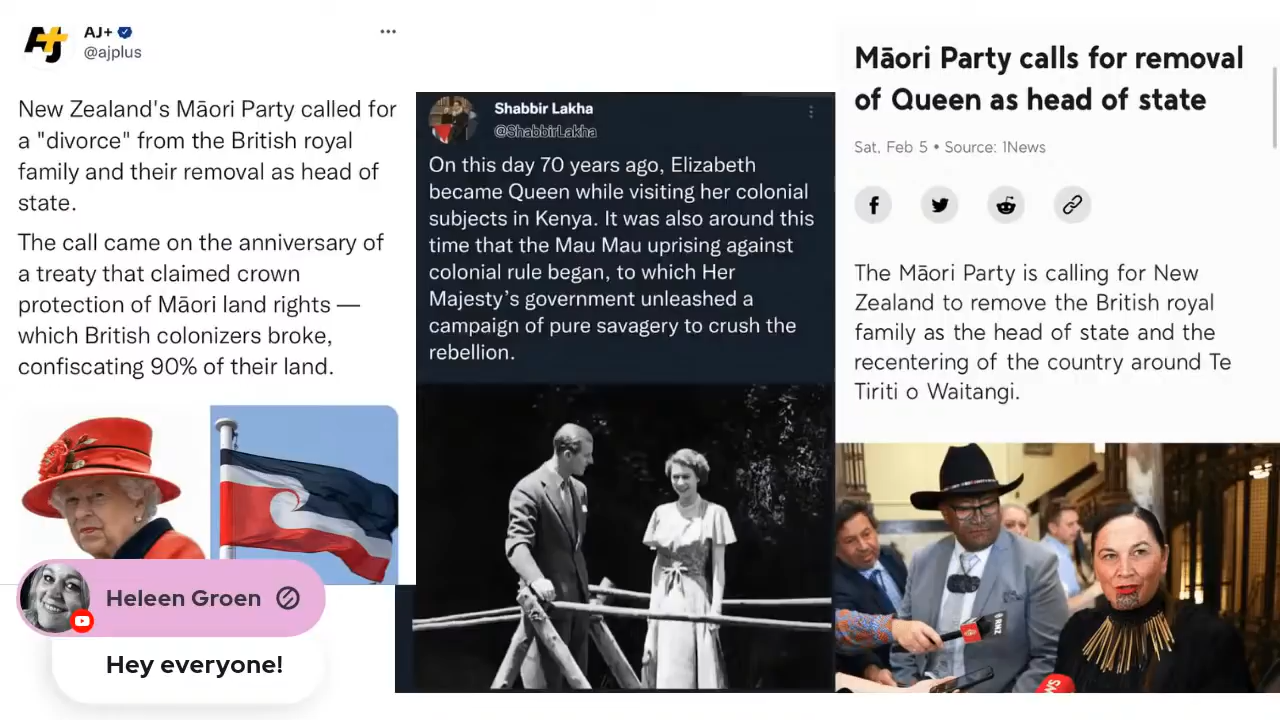 AJ+
@ajplus
New Zealand's Māori Party called for
a "divorce" from the British royal
family and their removal as head of
state.
The call came on the anniversary of
a treaty that claimed crown
protection of Māori land rights —
which British colonizers broke,
confiscating 90% of their land.
Heleen Groen
Hey everyone!
Shabbir Lakha
@ShabbirLakha
On this day 70 years ago, Elizabeth
became Queen while visiting her colonial
subjects in Kenya. It was also around this
time that the Mau Mau uprising against
colonial rule began, to which Her
Majesty's government unleashed a
campaign of pure savagery to crush the
rebellion.
Māori Party calls for removal
of Queen as head of state
Sat, Feb 5 • Source: 1News
The Māori Party is calling for New
Zealand to remove the British royal
family as the head of state and the
recentering of the country around Te
Tiriti o Waitangi.
RNZ